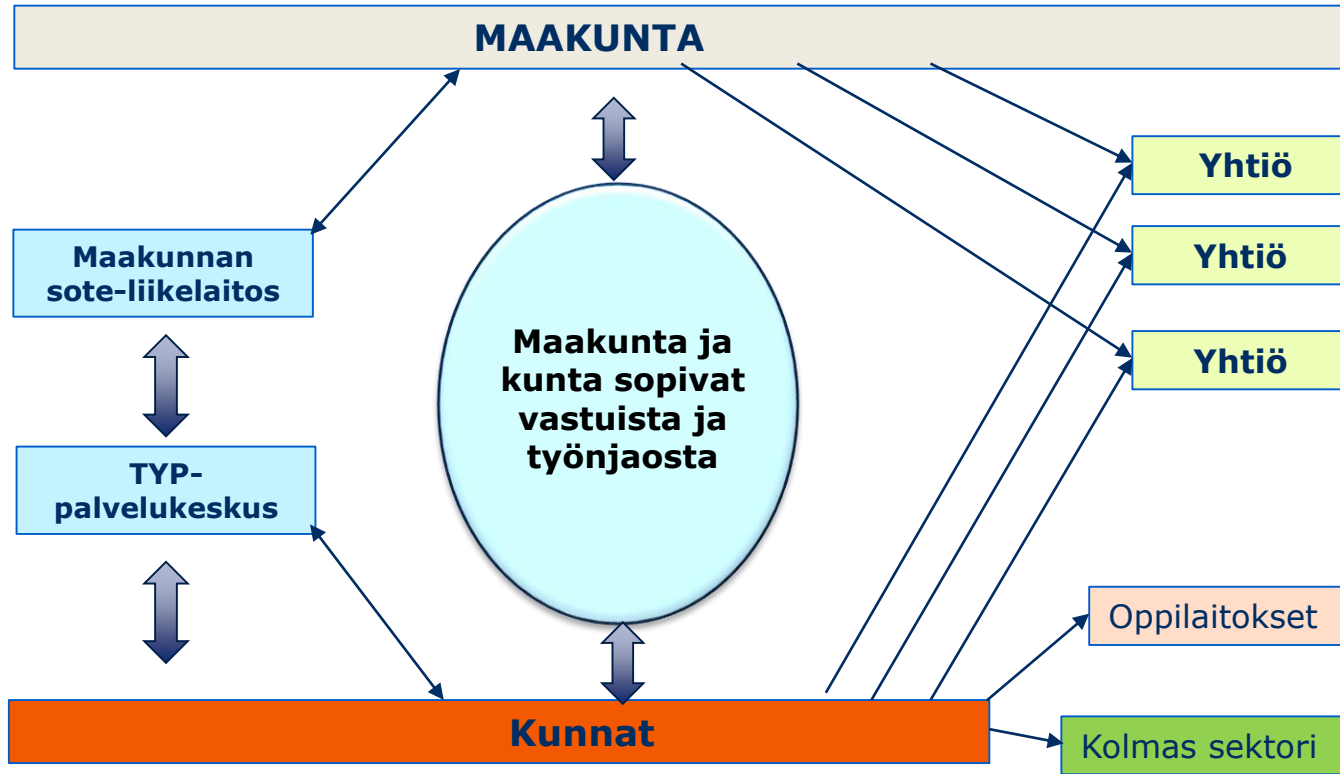 MAAKUNTA
Yhtiö
Maakunnan
sote-liikelaitos
Yhtiö
Maakunta ja
kunta sopivat
vastuista ja
työnjaosta
Yhtiö
TYP-
palvelukeskus
Oppilaitokset
Kunnat
Kolmas sektori